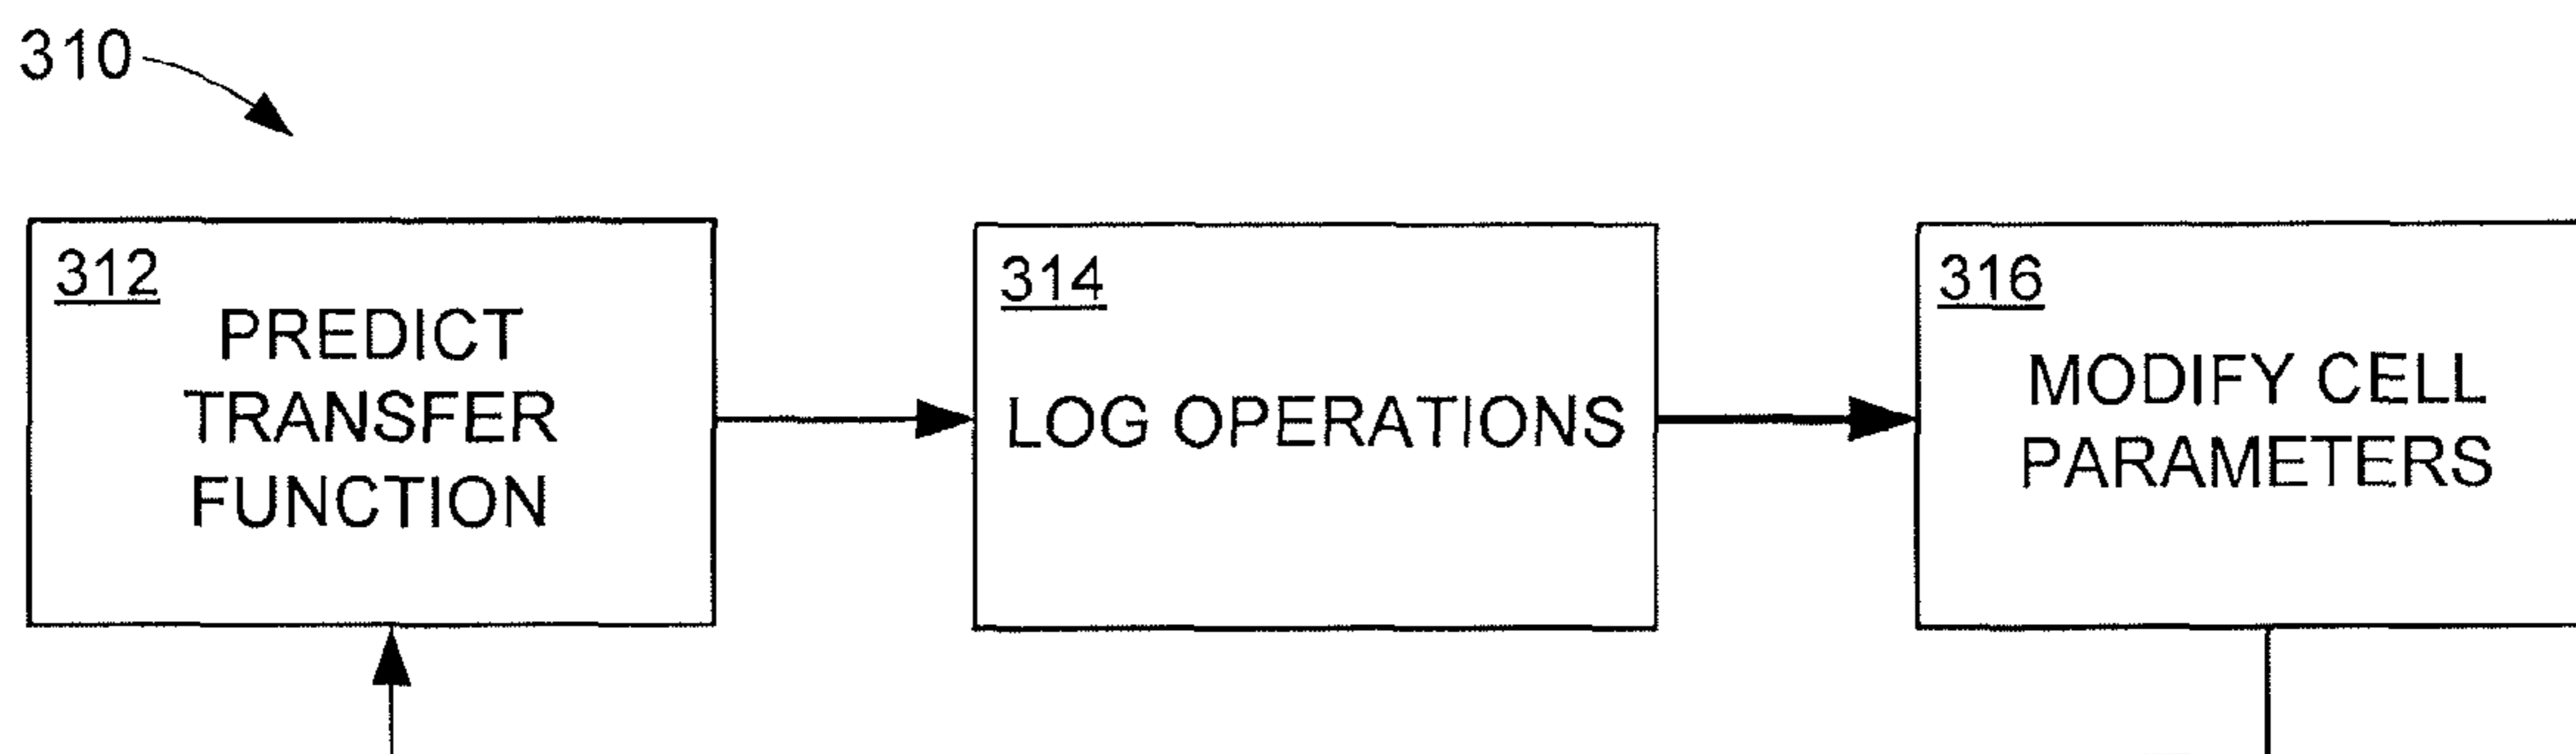 310
312
PREDICT
TRANSFER
FUNCTION
314
LOG OPERATIONS
316
MODIFY CELL
PARAMETERS